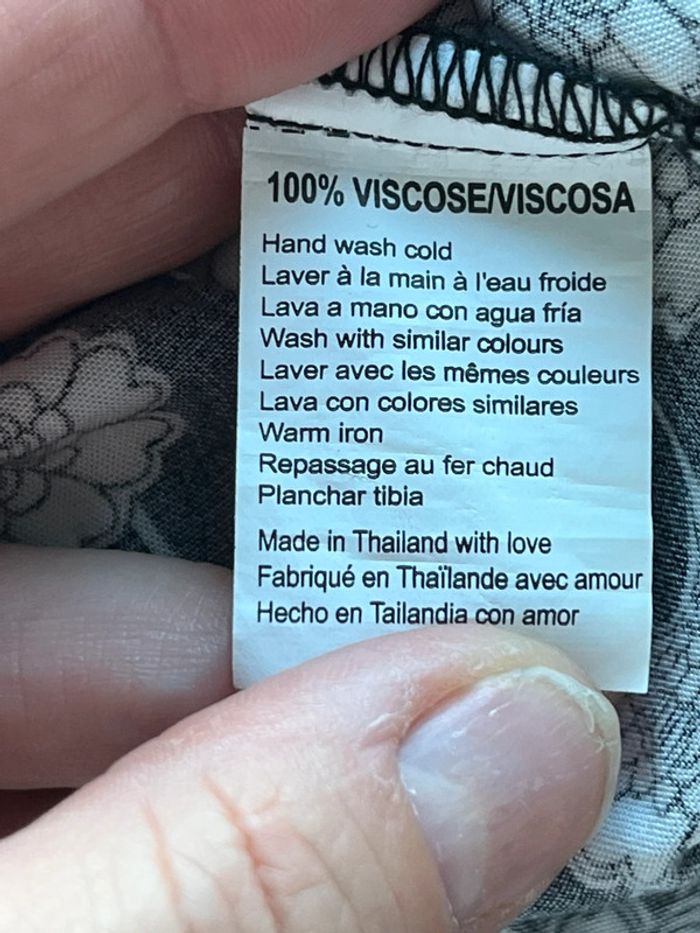 100% VISCOSE/VISCOSA
Hand wash cold
Laver à la main à l'eau froide
Lava a mano con agua fría
Wash with similar colours
Laver avec les mêmes couleurs
Lava con colores similares
Warm iron
Repassage au fer chaud
Planchar tibia
Made in Thailand with love
Fabriqué en Thaïlande avec amour
Hecho en Tailandia con amor